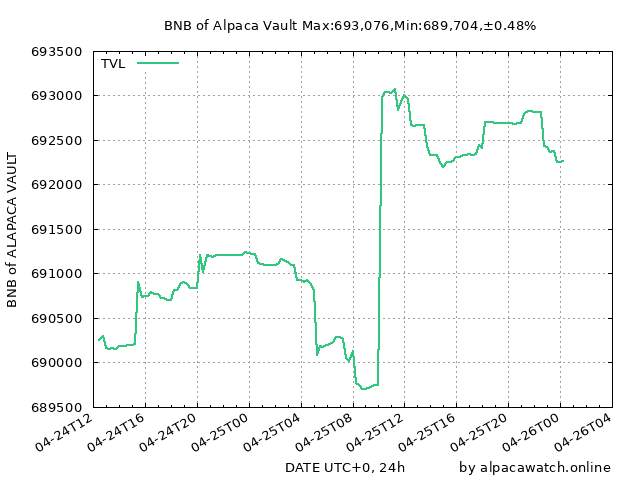 BNB of Alpaca Vault Max:693,076,Min:689,704,±0.48%
TVL
693500
693000
692500
692000
691500
691000
690500
690000
689500
BNB of ALAPACA VAULT
04-24T12
04-24T16
04-24T20
04-25T00
04-25T04
04-25T08
04-25T12
04-25T16
04-25T20
04-26T00
04-26T04
DATE UTC+0, 24h
by alpacawatch.online